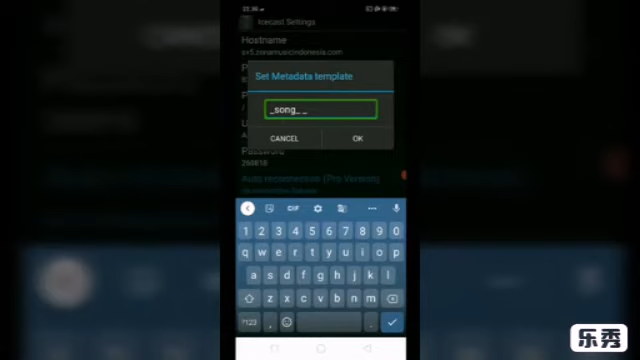 Icecast Settings
Hostname
sv5.zonamusicindonesia.com
Set Metadata template
_song_ _
CANCEL
OK
Password
260818
Auto reconnection (Pro Version)
GIF
1 2 3 4 5 6 7 8 9 0
q w e r t y u i o p
a s d f g h j k l
z x c v b n m
?123 , .
乐秀